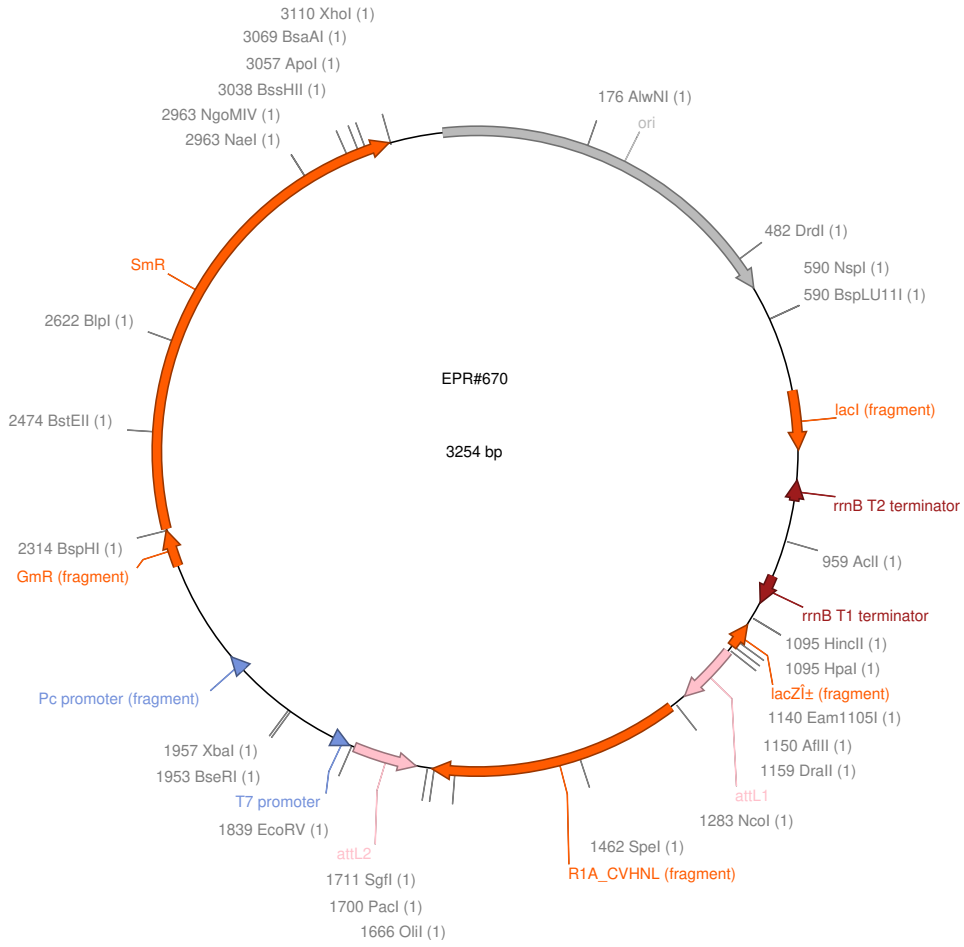 3110 XhoI (1)
3069 BsaAI (1)
3057 ApoI (1)
3038 BssHII (1)
2963 NgoMIV (1)
2963 NaeI (1)
176 AlwNI (1)
ori
482 DrdI (1)
590 NspI (1)
590 BspLU11I (1)
SmR
2622 BlpI (1)
2474 BstEII (1)
EPR#670
3254 bp
lacI (fragment)
rrnB T2 terminator
959 AclI (1)
rrnB T1 terminator
1095 HincII (1)
1095 HpaI (1)
lacZÎ± (fragment)
1140 Eam1105I (1)
1150 AflII (1)
1159 DraII (1)
attL1
1283 NcoI (1)
1462 SpeI (1)
R1A_CVHNL (fragment)
2314 BspHI (1)
GmR (fragment)
Pc promoter (fragment)
1957 XbaI (1)
1953 BseRI (1)
T7 promoter
1839 EcoRV (1)
attL2
1711 SgfI (1)
1700 PacI (1)
1666 OliI (1)